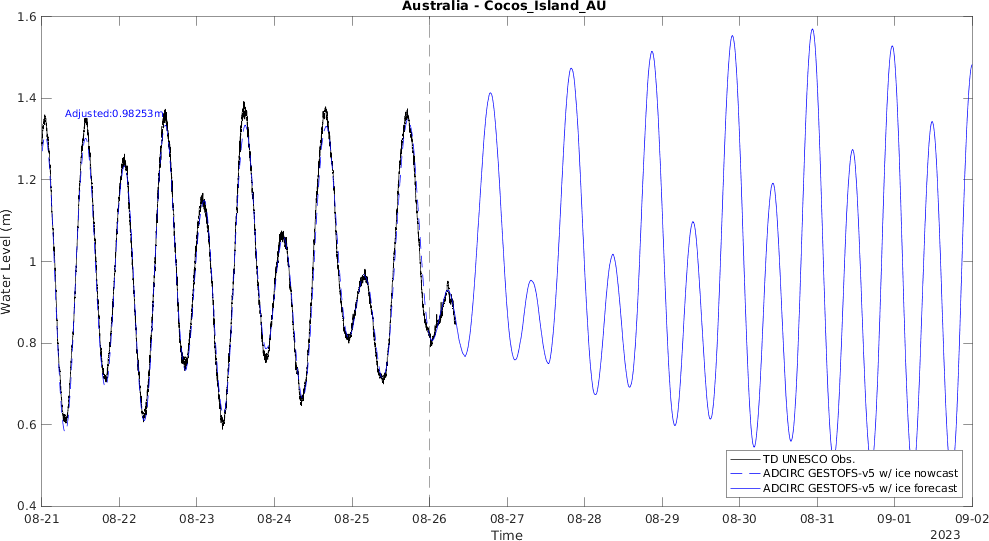 Australia - Cocos_Island_AU
1.6
1.4
1.2
1
0.8
0.6
0.4
Water Level (m)
Adjusted:0.98253m
TD UNESCO Obs.
ADCIRC GESTOFS-v5 w/ ice nowcast
ADCIRC GESTOFS-v5 w/ ice forecast
08-21 08-22 08-23 08-24 08-25 08-26 08-27 08-28 08-29 08-30 08-31 09-01 09-02
Time
2023